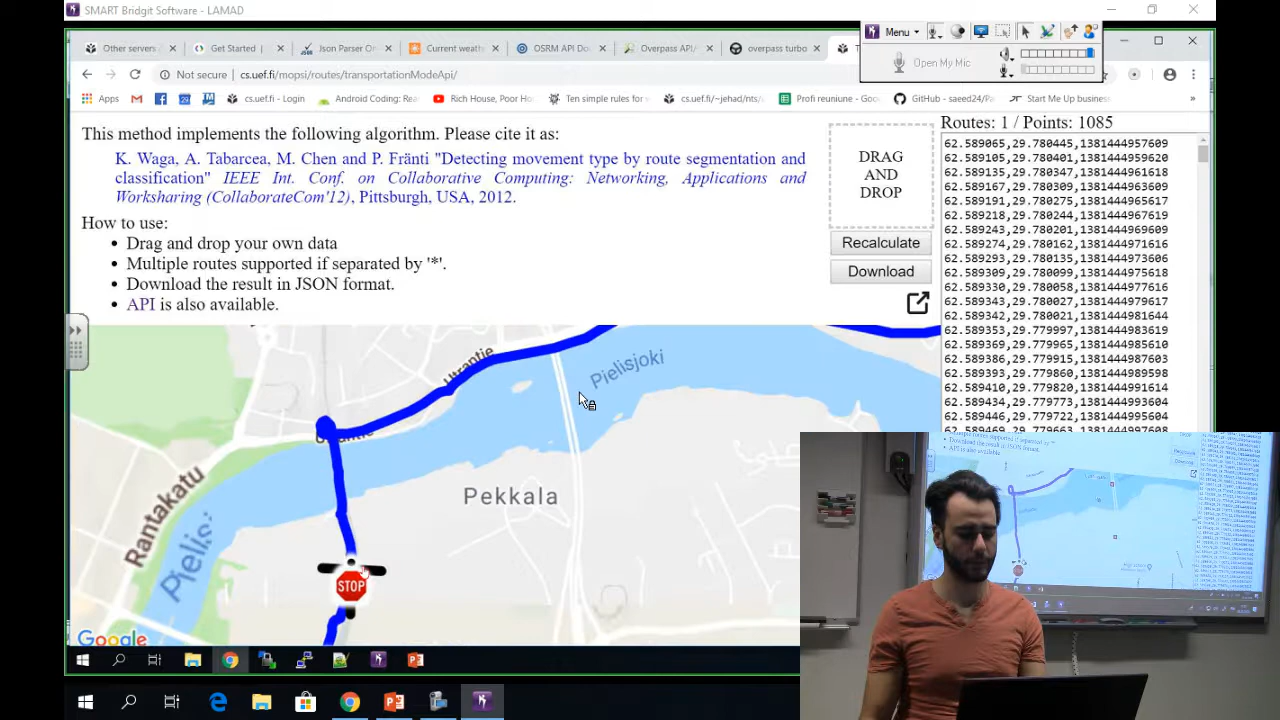 SMART Bridgit Software - LAMAD
Menu
Open My Mic
Other servers
Get Started
Json Parser Or
Current weath
OSRM API Do
Overpass API/
overpass turbo
Not secure
cs.uef.fi/mopsi/routes/transportationModeApi/
Apps
cs.uef.fi - Login
Android Coding: Rea
Rich House, Poor Ho
Ten simple rules for
cs.uef.fi/~jehad/nts/
Profi reuniune - Goo
GitHub - saeed24/Pa
Start Me Up busine
This method implements the following algorithm. Please cite it as:
K. Waga, A. Tabarcea, M. Chen and P. Fränti "Detecting movement type by route segmentation and
classification" IEEE Int. Conf. on Collaborative Computing: Networking, Applications and
Worksharing (CollaborateCom'12), Pittsburgh, USA, 2012.
How to use:
Drag and drop your own data
Multiple routes supported if separated by '*'.
Download the result in JSON format.
API is also available.
DRAG
AND
DROP
Recalculate
Download
Routes: 1 / Points: 1085
62.589065,29.780445,1381444957609
62.589105,29.780401,1381444959620
62.589135,29.780347,1381444961618
62.589167,29.780309,1381444963609
62.589191,29.780275,1381444965617
62.589218,29.780244,1381444967619
62.589243,29.780201,1381444969609
62.589274,29.780162,1381444971616
62.589293,29.780135,1381444973606
62.589309,29.780099,1381444975618
62.589330,29.780058,1381444977616
62.589343,29.780027,1381444979617
62.589342,29.780021,1381444981644
62.589353,29.779997,1381444983619
62.589369,29.779965,1381444985610
62.589386,29.779393,1381444987603
62.589393,29.779860,1381444989598
62.589410,29.779820,1381444991614
62.589434,29.779773,1381444993604
62.589446,29.779722,1381444995604
Utrantie
Pielisjoki
Pekkala
Rantakatu
Pielis
STOP
Google